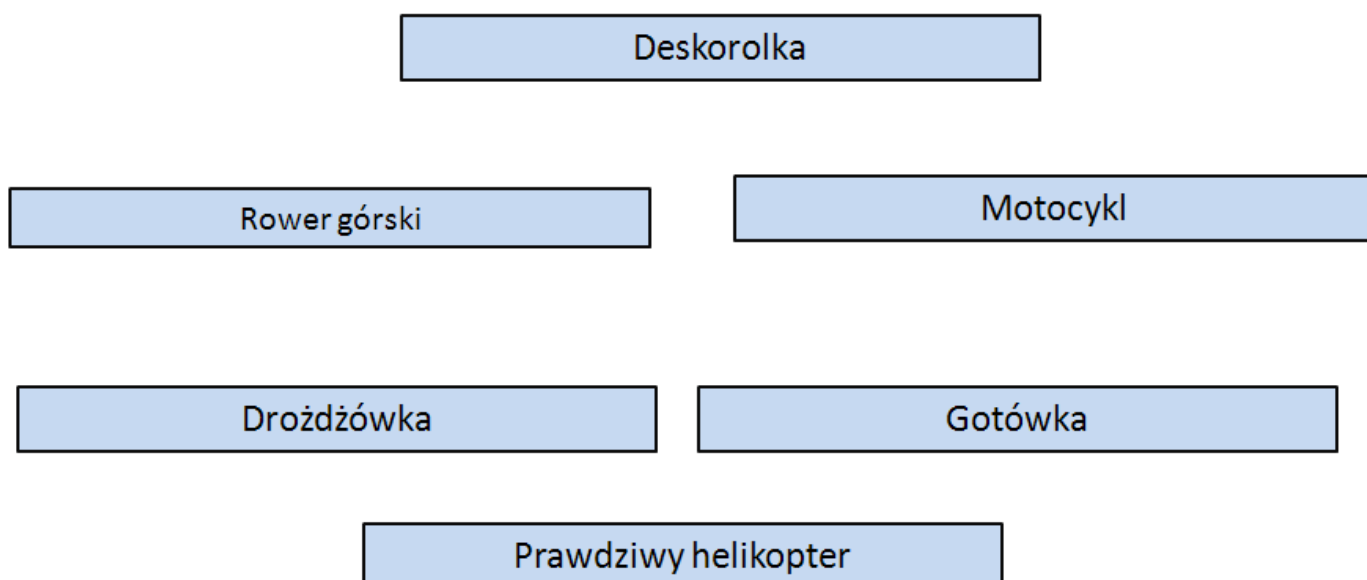 Deskorolka
Rower górski
Motocykl
Drożdżówka
Gotówka
Prawdziwy helikopter